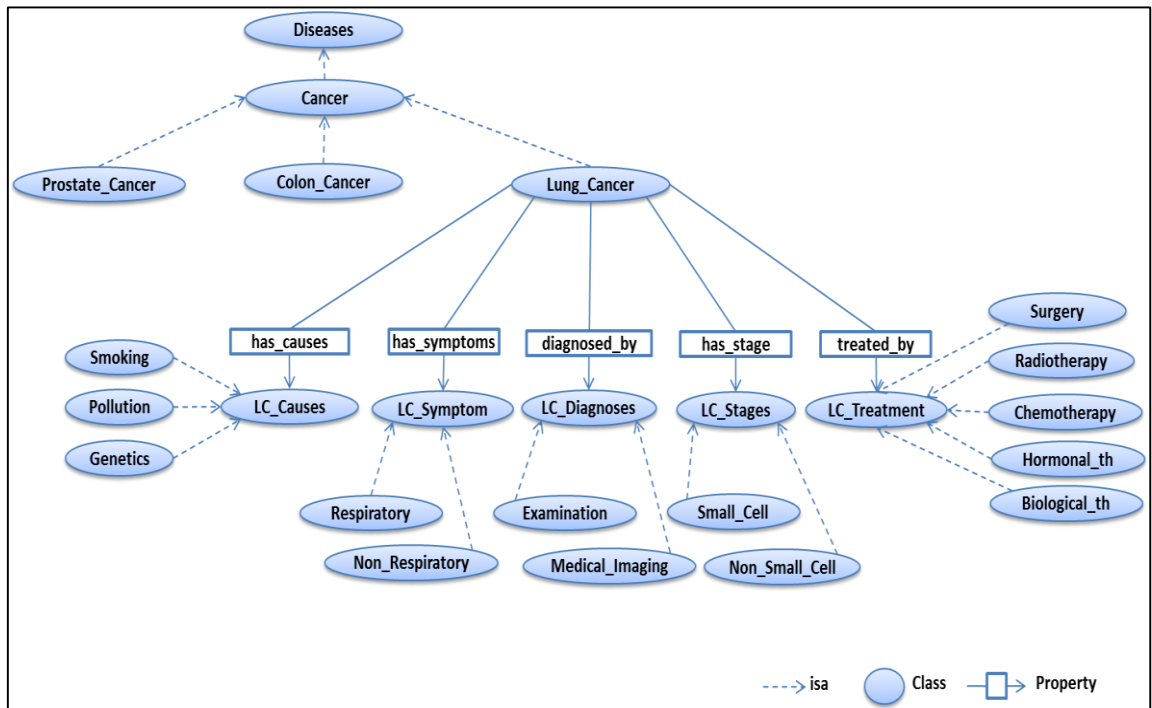 Diseases
Cancer
Prostate_Cancer
Colon_Cancer
Lung_Cancer
has_causes
has_symptoms
diagnosed_by
has_stage
treated_by
Surgery
Smoking
Radiotherapy
Pollution
LC_Causes
LC_Symptom
LC_Diagnoses
LC_Stages
LC_Treatment
Chemotherapy
Genetics
Hormonal_th
Biological_th
Respiratory
Examination
Small_Cell
Non_Respiratory
Medical_Imaging
Non_Small_Cell
isa
Class
Property